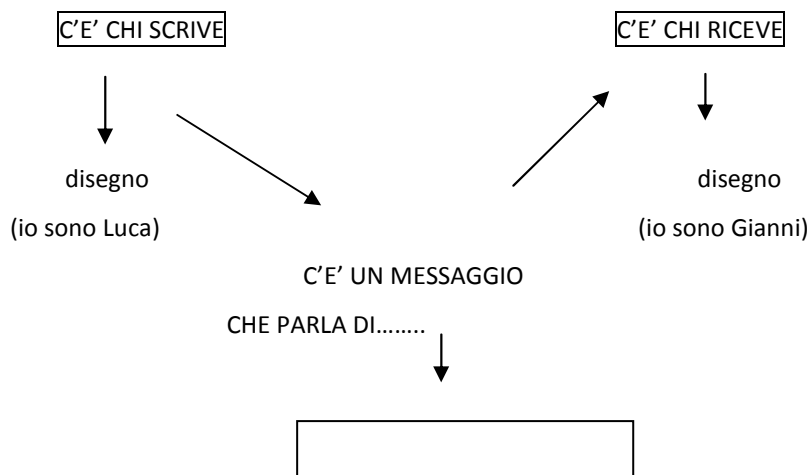 C'E' CHI SCRIVE
C'E' CHI RICEVE
disegno
disegno
(io sono Luca)
(io sono Gianni)
C'E' UN MESSAGGIO
CHE PARLA DI……..